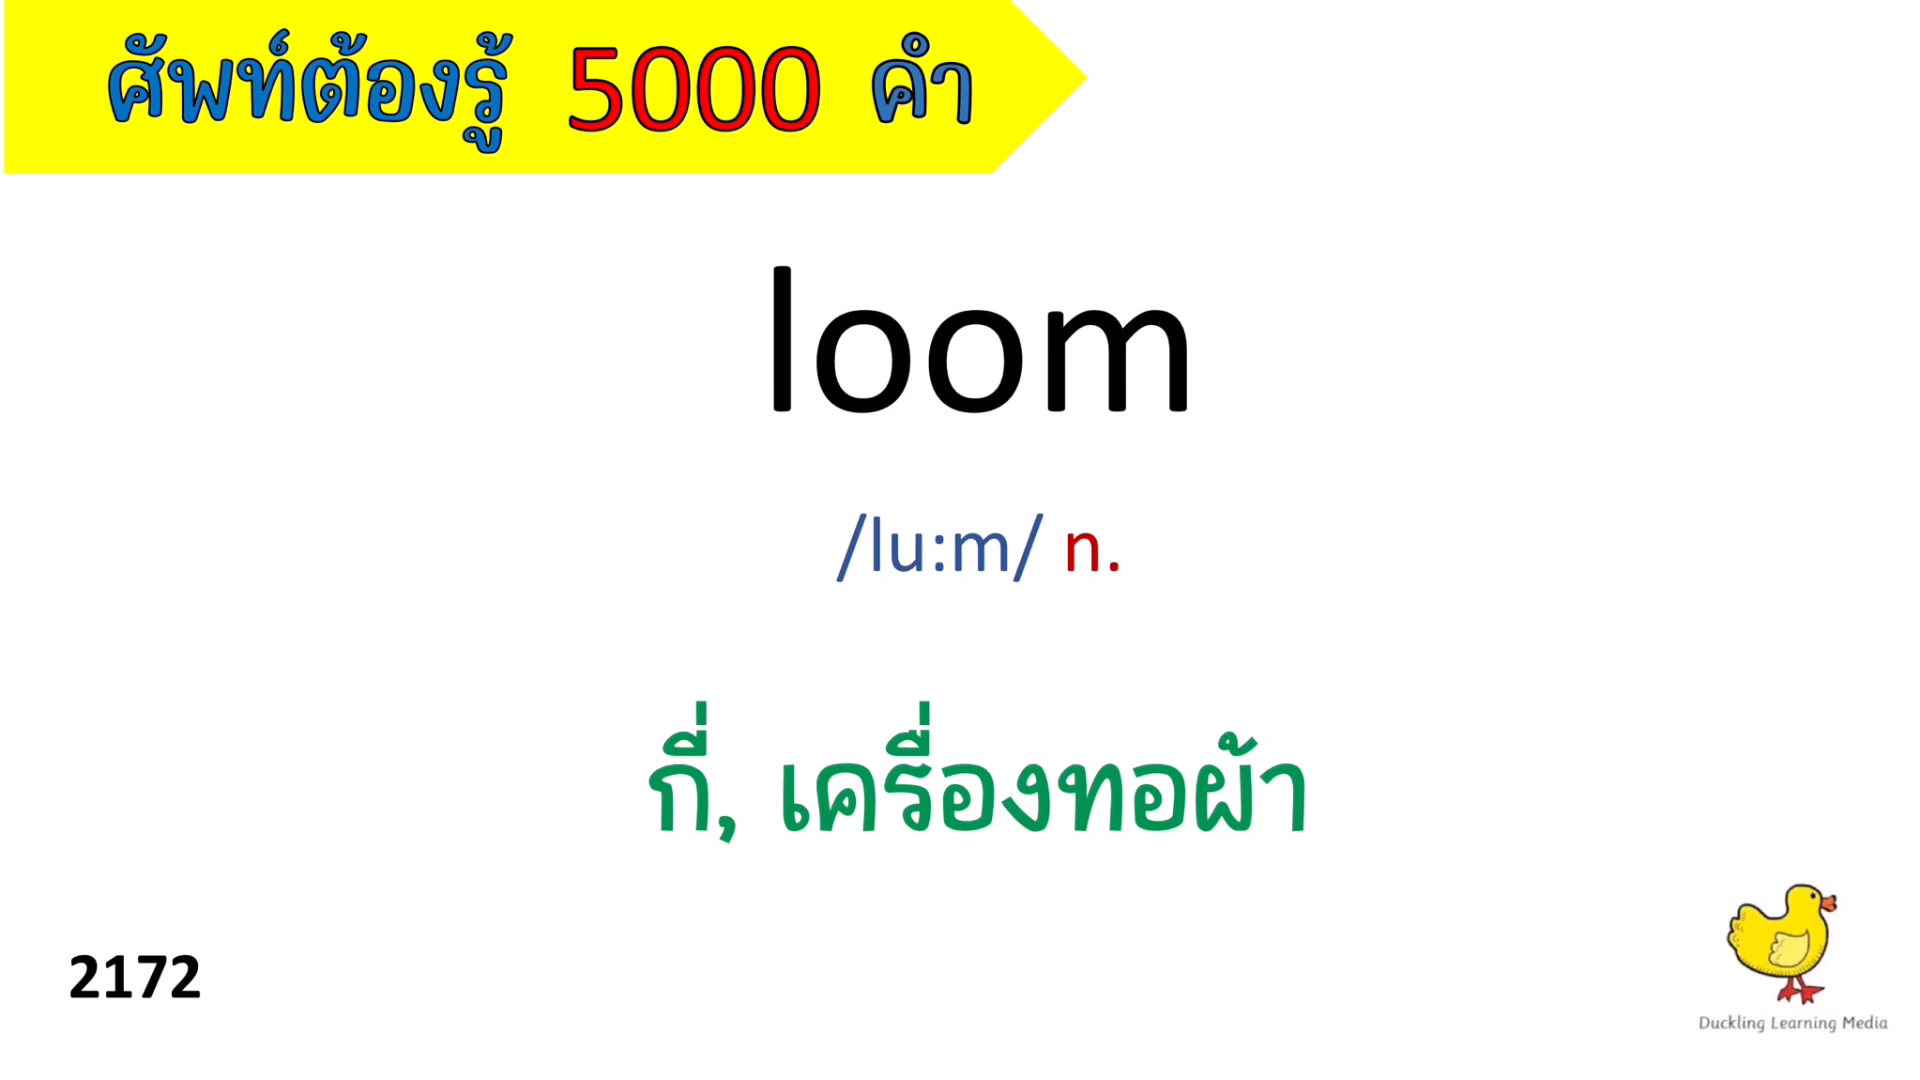 ศัพท์ต้องรู้ 5000 คำ
loom
/lu:m/ n.
กี่, เครื่องทอผ้า
2172
Duckling Learning Media